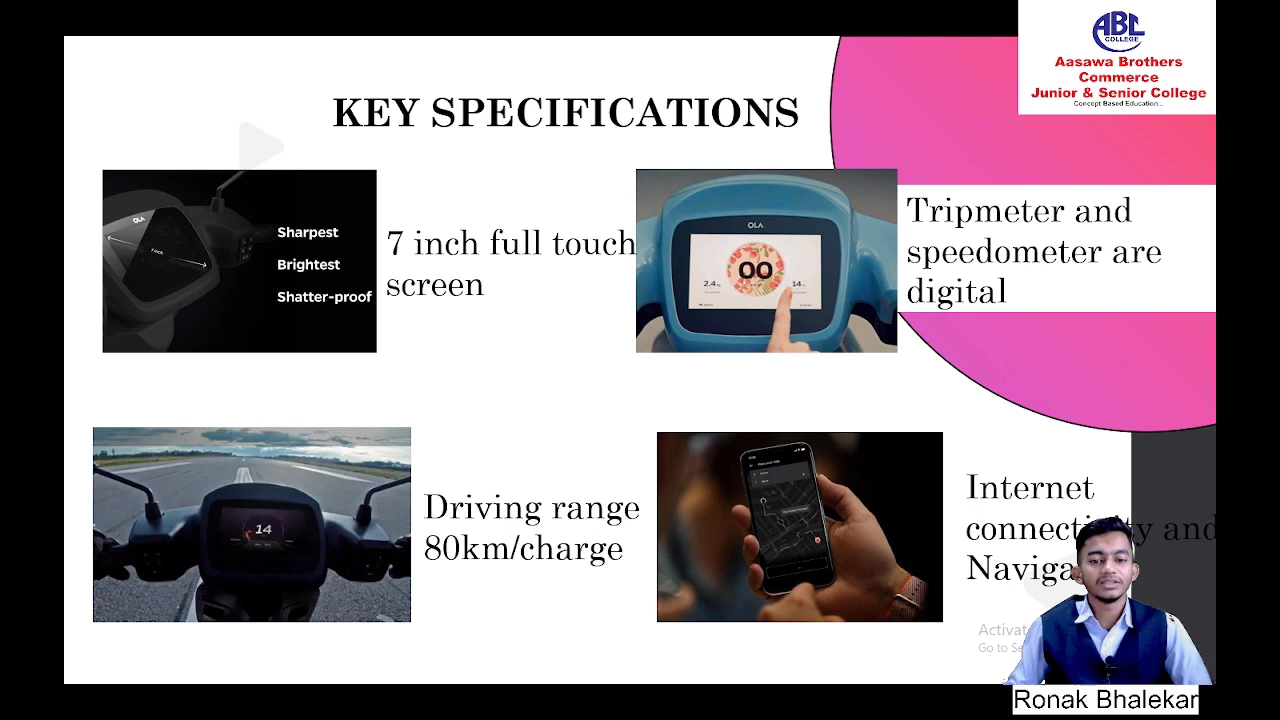 ABC
COLLEGE
Aasawa Brothers
Commerce
Junior & Senior College
Concept Based Education...
KEY SPECIFICATIONS
OLA
7 inch
Sharpest
Brightest
Shatter-proof
7 inch full touch
screen
OLA
00
2.4
14
Tripmeter and
speedometer are
digital
14
Driving range
80km/charge
Internet
connectivity and
Activat
Go to Se
Ronak Bhalekar